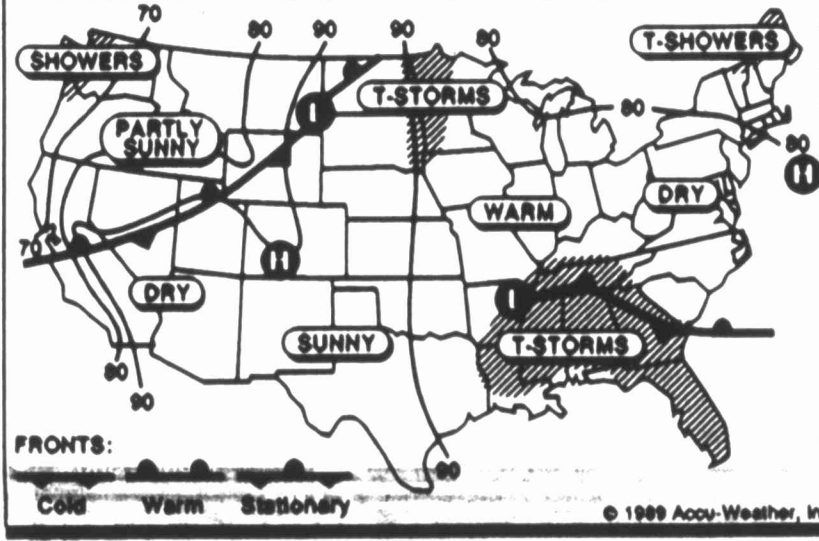 70
80
90
90
80
T-SHOWERS
SHOWERS
T-STORMS
80
PARTLY
SUNNY
80
H
WARM
DRY
70
H
DRY
SUNNY
T-STORMS
80
90
90
FRONTS:
Cold
Warm
Stationary
© 1989 Accu-Weather, In